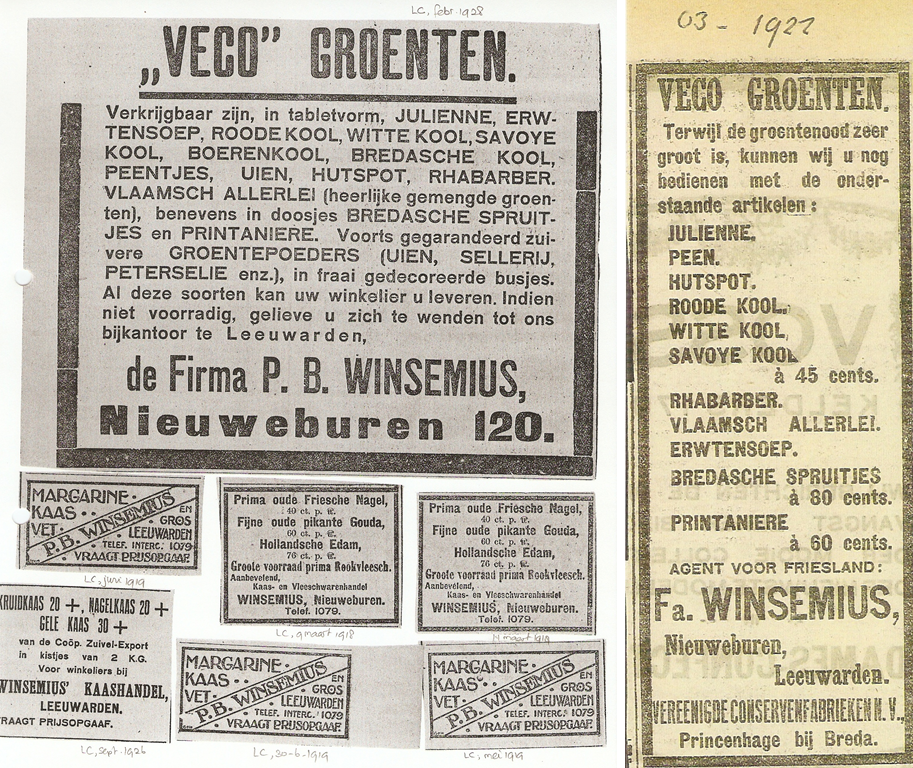 LC, febr. 1928
„VECO” GROENTEN.
Verkrijgbaar zijn, in tabletvorm, JULIENNE, ERW-
TENSOEP, ROODE KOOL, WITTE KOOL, SAVOYE
KOOL, BOERENKOOL, BREDASCHE KOOL,
PEENTJES, UIEN, HUTSPOT, RHABARBER.
VLAAMSCH ALLERLEI (heerlijke gemengde groen-
ten), benevens in doosjes BREDASCHE SPRUIT-
JES en PRINTANIERE. Voorts gegarandeerd zui-
vere GROENTEPOEDERS (UIEN, SELLERIJ,
PETERSELIE enz.), in fraai gedecoreerde busjes.
Al deze soorten kan uw winkelier u leveren. Indien
niet voorradig, gelieve u zich te wenden tot ons
bijkantoor te Leeuwarden,
de Firma P. B. WINSEMIUS,
Nieuweburen 120.
MARGARINE·
KAAS··
VET··
P.B. WINSEMIUS
EN
GROS
LEEUWARDEN
TELEF. INTERC. 1079
·VRAAGT PRIJSOPGAAF·
LC, juni 1919
Prima oude Friesche Nagel,
40 ct. p. ℔.
Fijne oude pikante Gouda,
60 ct. p. ℔.
Hollandsche Edam,
76 ct. p. ℔.
Groote voorraad prima Rookvleesch.
Aanbevelend,
Kaas- en Vleeschwarenhandel
WINSEMIUS, Nieuweburen.
Telef. 1079.
LC, 9 maart 1918
Prima oude Friesche Nagel,
40 ct. p. ℔.
Fijne oude pikante Gouda,
60 ct. p. ℔.
Hollandsche Edam,
76 ct. p. ℔.
Groote voorraad prima Rookvleesch.
Aanbevelend,
Kaas- en Vleeschwarenhandel
WINSEMIUS, Nieuweburen.
Telef. 1079.
maart 1919
KRUIDKAAS 20 +, NAGELKAAS 20 +
GELE KAAS 30 +
van de Coöp. Zuivel-Export
in kistjes van 2 K.G.
Voor winkeliers bij
WINSEMIUS' KAASHANDEL,
LEEUWARDEN.
VRAAGT PRIJSOPGAAF.
LC, sept. 1926
MARGARINE·
KAAS··
VET··
P.B. WINSEMIUS
EN
GROS
LEEUWARDEN
TELEF. INTERC. 1079
·VRAAGT PRIJSOPGAAF·
LC, 30-6-1919
MARGARINE·
KAAS··
VET··
P.B. WINSEMIUS
EN
GROS
LEEUWARDEN
TELEF. INTERC. 1079
·VRAAGT PRIJSOPGAAF·
LC, mei 1919
03 - 1922
VECO GROENTEN.
Terwijl de groentenood zeer
groot is, kunnen wij u nog
bedienen met de onder-
staande artikelen :
JULIENNE.
PEEN.
HUTSPOT.
ROODE KOOL,
WITTE KOOL,
SAVOYE KOOL
à 45 cents.
RHABARBER.
VLAAMSCH ALLERLEI.
ERWTENSOEP.
BREDASCHE SPRUITJES
à 80 cents.
PRINTANIERE
à 60 cents.
AGENT VOOR FRIESLAND:
Fa. WINSEMIUS,
Nieuweburen,
Leeuwarden.
VEREENIGDE CONSERVENFABRIEKEN N. V.,
Princenhage bij Breda.